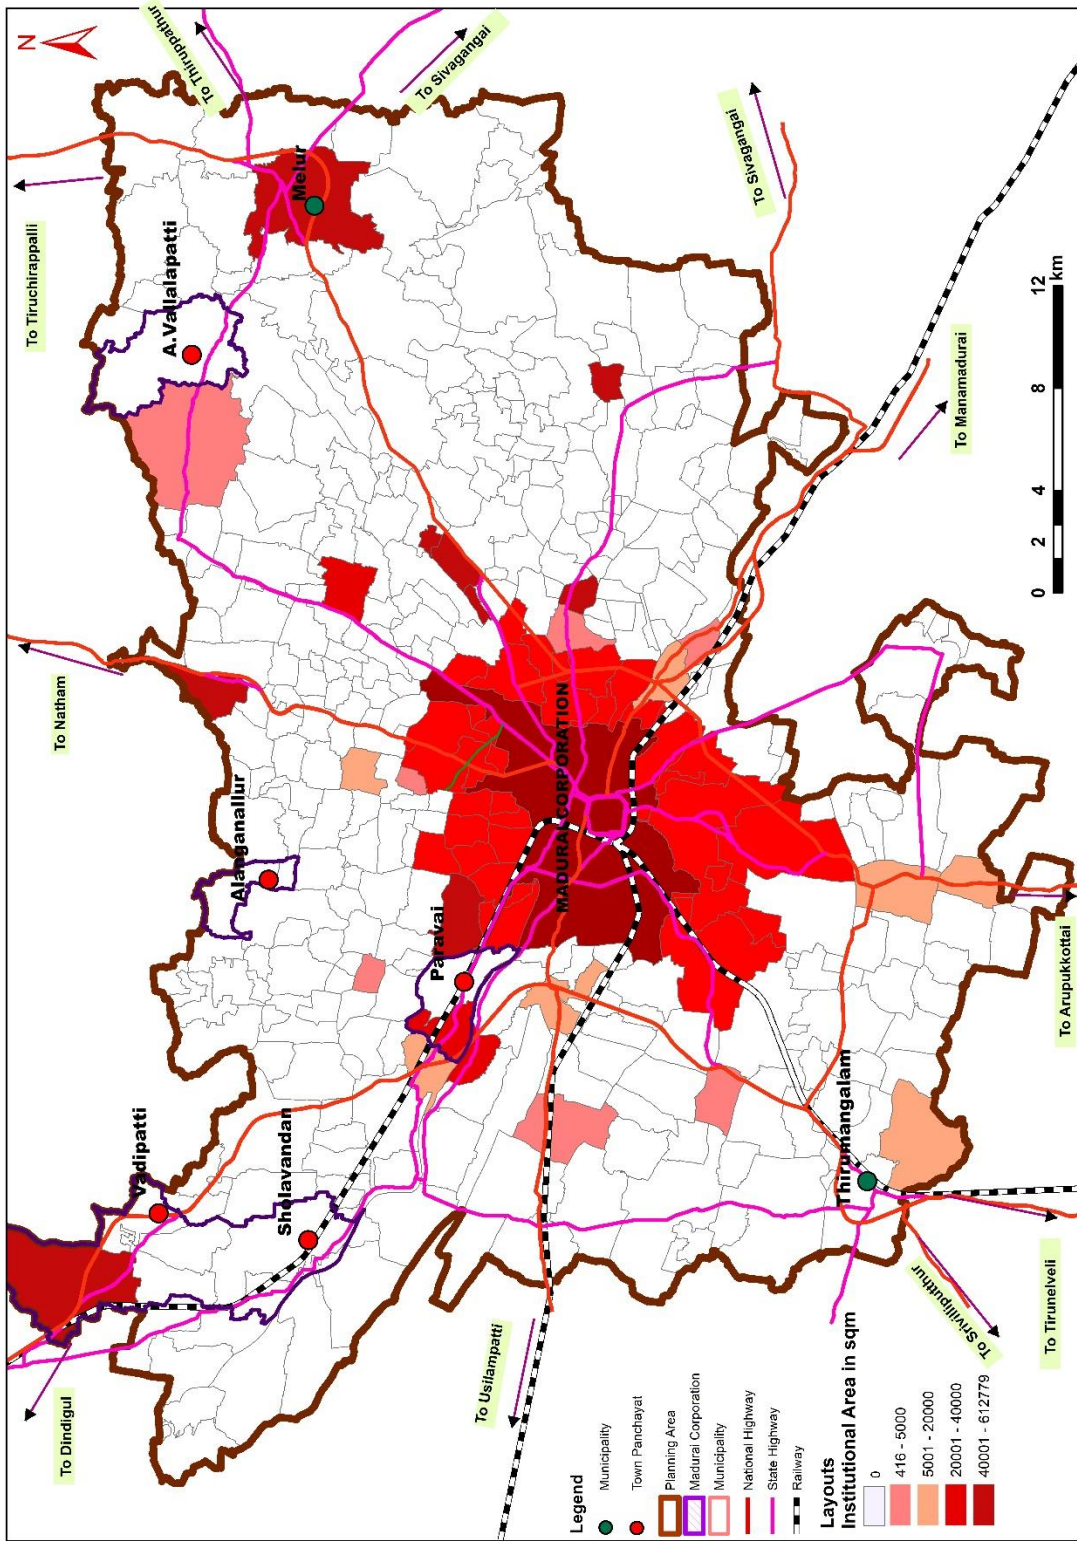 N
To Thiruppathur
To Sivagangai
To Tiruchirappalli
Melur
A.Vallalapatti
To Sivagangai
To Manamadurai
To Natham
Alanganallur
MADURAI CORPORATION
Paravai
Vadipatti
Sholavandan
Thirumangalam
To Arupukkottai
To Dindigul
To Usilampatti
To Srivilliputthur
To Tirunelveli
0 2 4 8 12
km
Legend
Municipality
Town Panchayat
Planning Area
Madurai Corporation
Municipality
National Highway
State Highway
Railway
Layouts
Institutional Area in sqm
0
416 - 5000
5001 - 20000
20001 - 40000
40001 - 612779